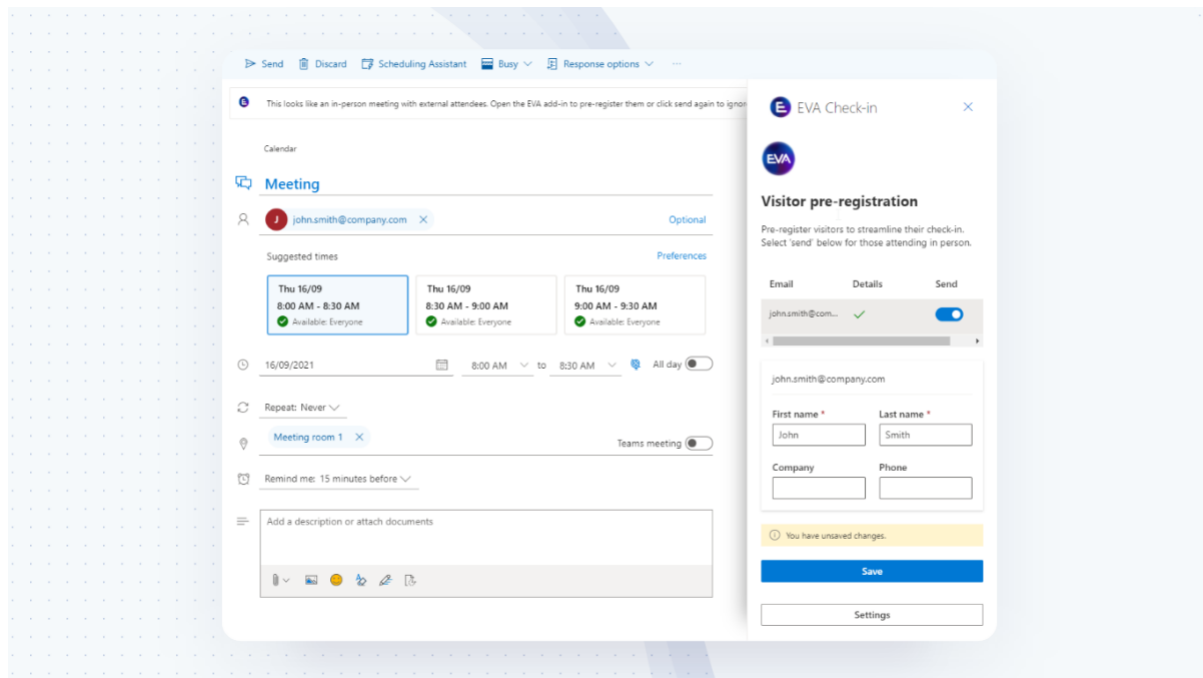 Send Discard Scheduling Assistant Busy Response options
This looks like an in-person meeting with external attendees. Open the EVA add-in to pre-register them or click send again to ignor
Calendar
Meeting
J john.smith@company.com Optional
Suggested times Preferences
Thu 16/09 Thu 16/09 Thu 16/09
8:00 AM - 8:30 AM 8:30 AM - 9:00 AM 9:00 AM - 9:30 AM
Available: Everyone Available: Everyone Available: Everyone
16/09/2021 8:00 AM to 8:30 AM All day
Repeat: Never
Meeting room 1 Teams meeting
Remind me: 15 minutes before
Add a description or attach documents
E EVA Check-in
EVA
Visitor pre-registration
Pre-register visitors to streamline their check-in.
Select 'send' below for those attending in person.
Email Details Send
john.smith@com...
john.smith@company.com
First name * Last name *
John Smith
Company Phone
You have unsaved changes.
Save
Settings